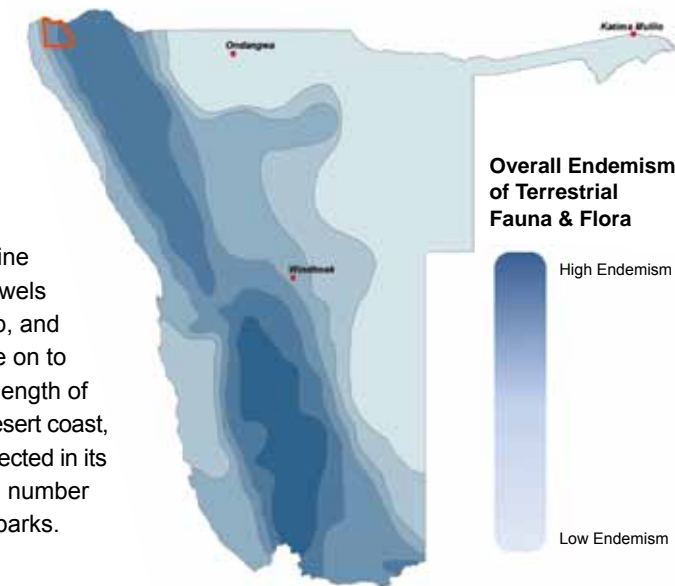 Katima Mulilo
Ondangwa
Overall Endemism
of Terrestrial
Fauna & Flora
High Endemism
Windhoek
Low Endemism
ine
wels
o, and
e on to
ength of
esert coast,
ected in its
number
parks.